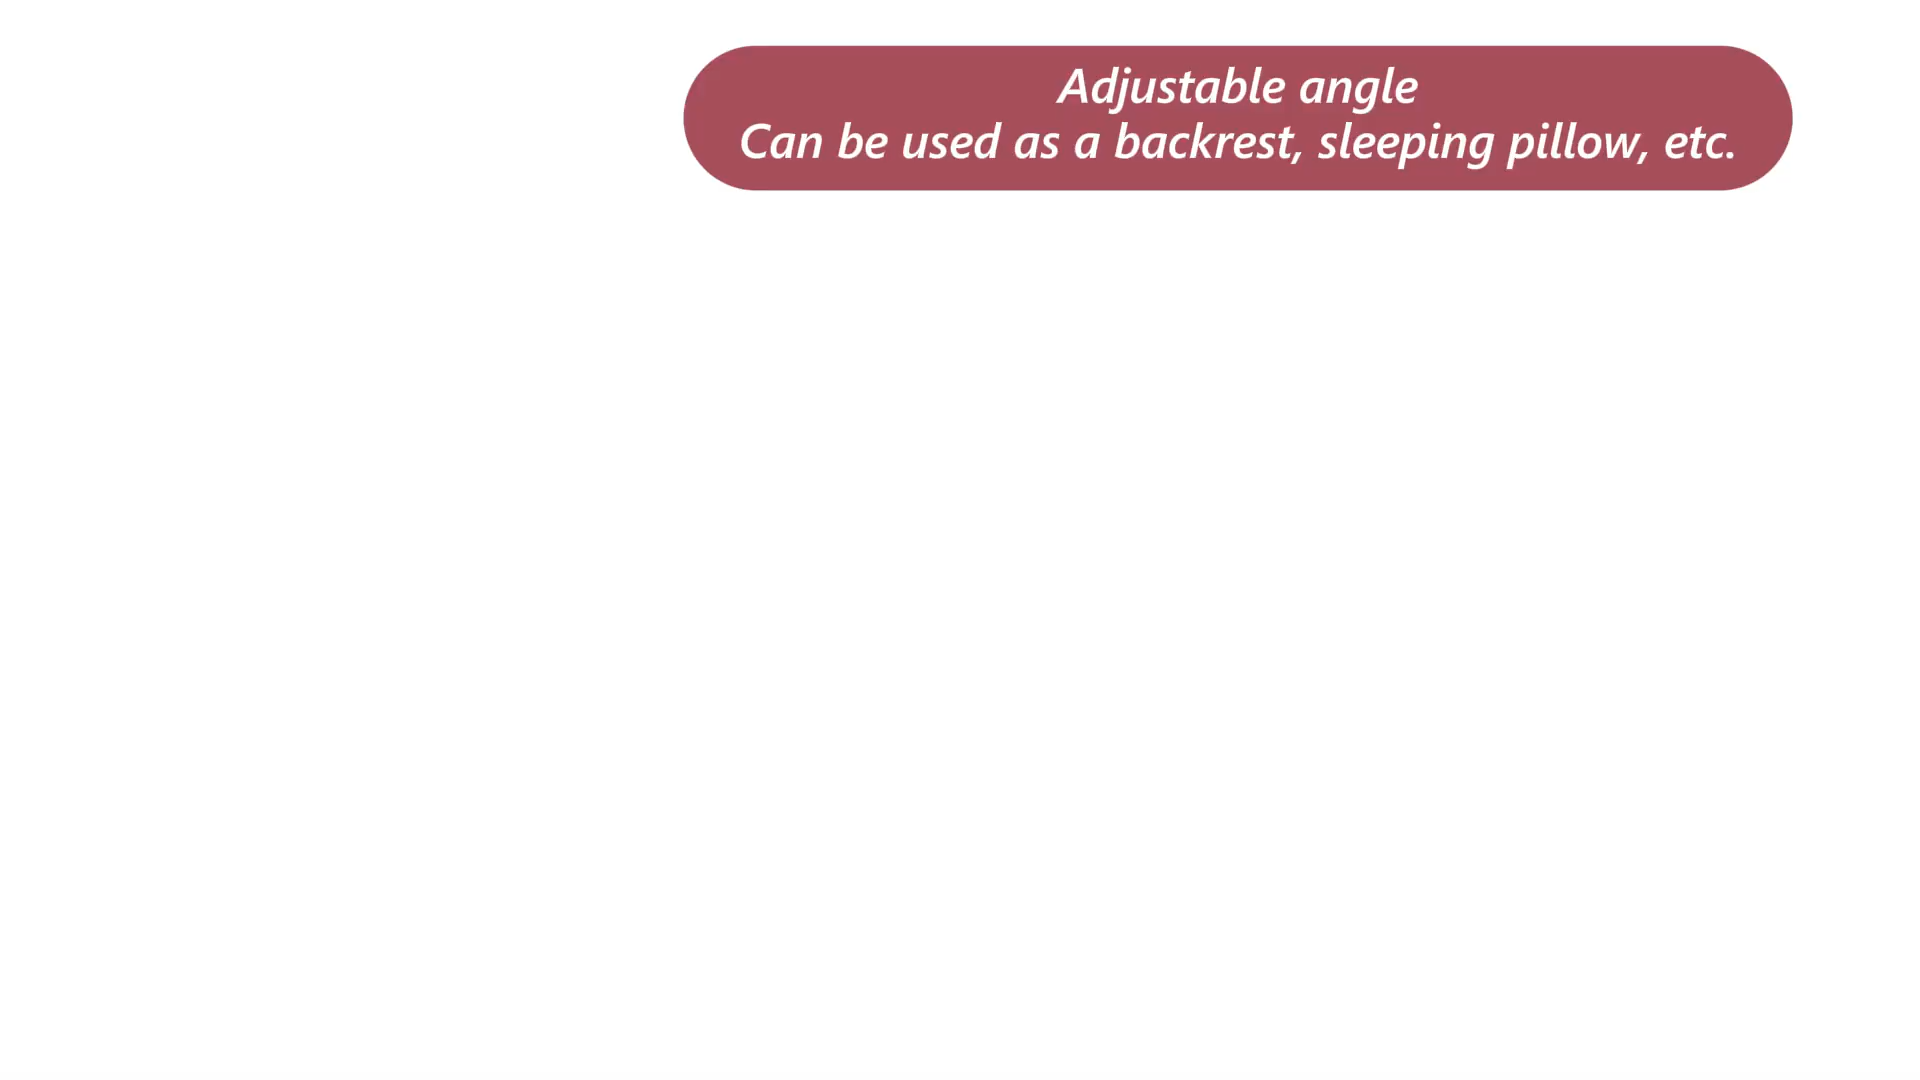 Adjustable angle
Can be used as a backrest, sleeping pillow, etc.